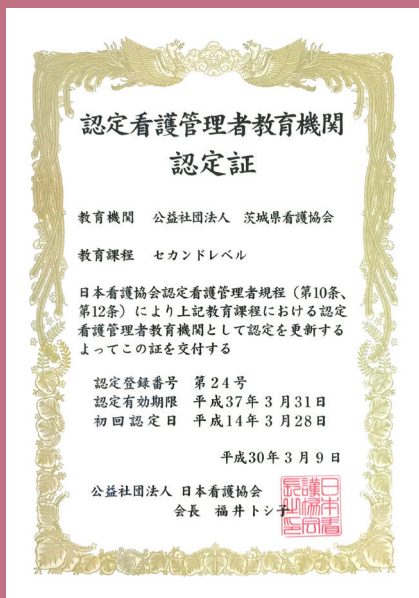 認定看護管理者教育機関
認定証
教育機関　公益社団法人　茨城県看護協会
教育課程　セカンドレベル
日本看護協会認定看護管理者規程（第10条、
第12条）により上記教育課程における認定
看護管理者教育機関として認定を更新する
よってこの証を交付する
認定登録番号　第24号
認定有効期限　平成37年3月31日
初回認定日　平成14年3月28日
平成30年3月9日
公益社団法人 日本看護協会
会長　福井トシ子
日本看護協会長之印